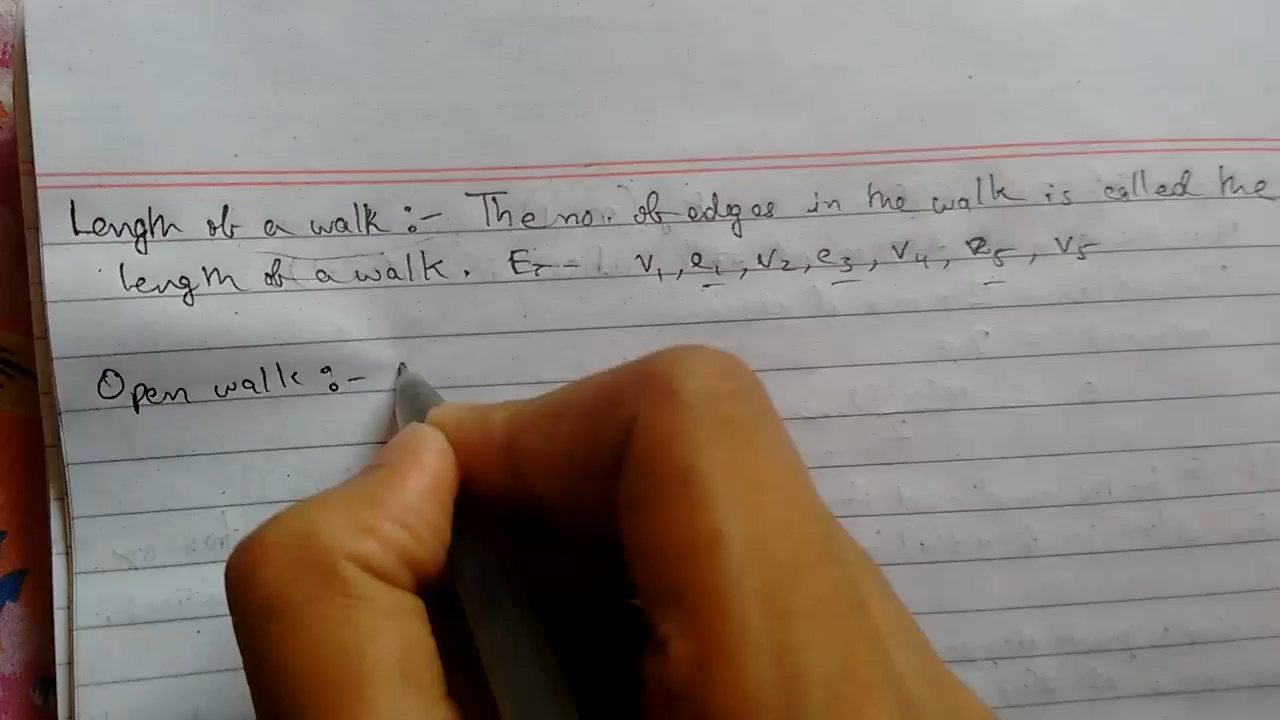 Length of a walk :- The no. of edges in the walk is called the
length of a walk. Ex- v1, e1, v2, e3, v4, e5, v5
Open walk :-